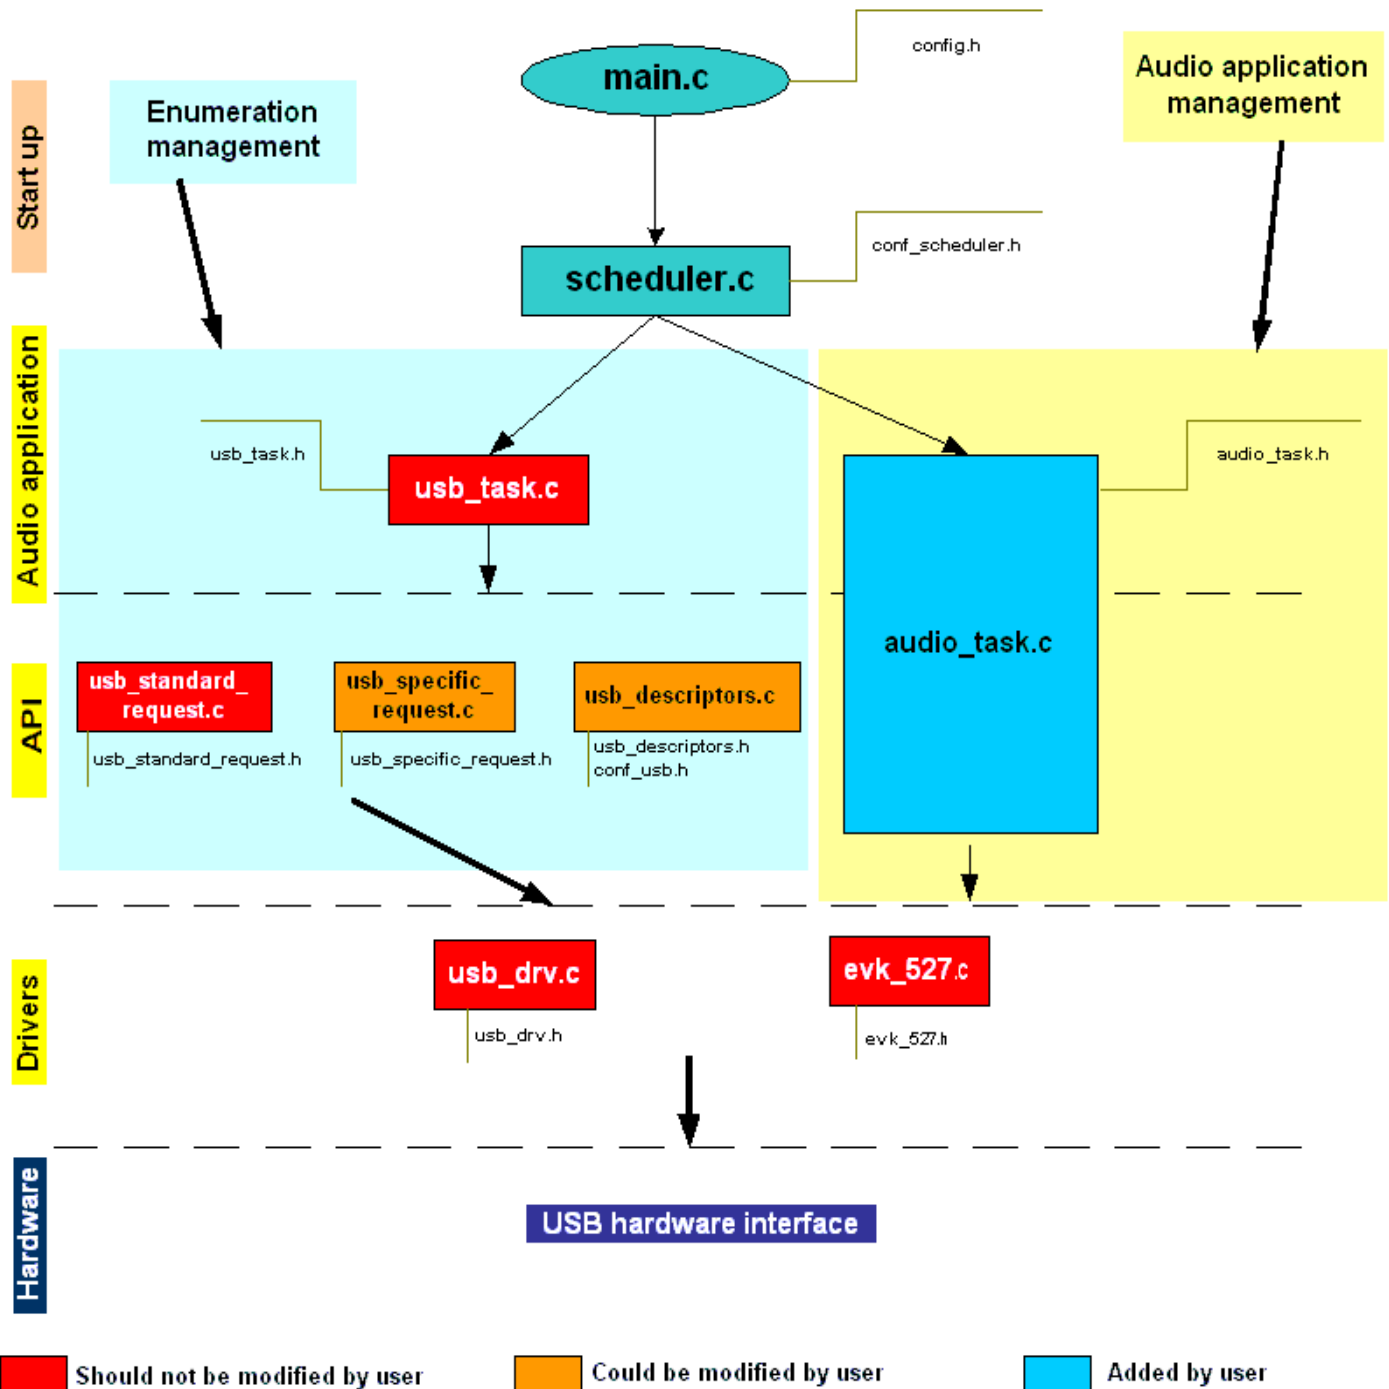 config.h
main.c
Audio application
management
Enumeration
management
Start up
conf_scheduler.h
scheduler.c
Audio application
usb_task.h
usb_task.c
audio_task.h
audio_task.c
API
usb_standard_
request.c
usb_standard_request.h
usb_specific_
request.c
usb_specific_request.h
usb_descriptors.c
usb_descriptors.h
conf_usb.h
Drivers
usb_drv.c
usb_drv.h
evk_527.c
evk_527.h
Hardware
USB hardware interface
Should not be modified by user
Could be modified by user
Added by user